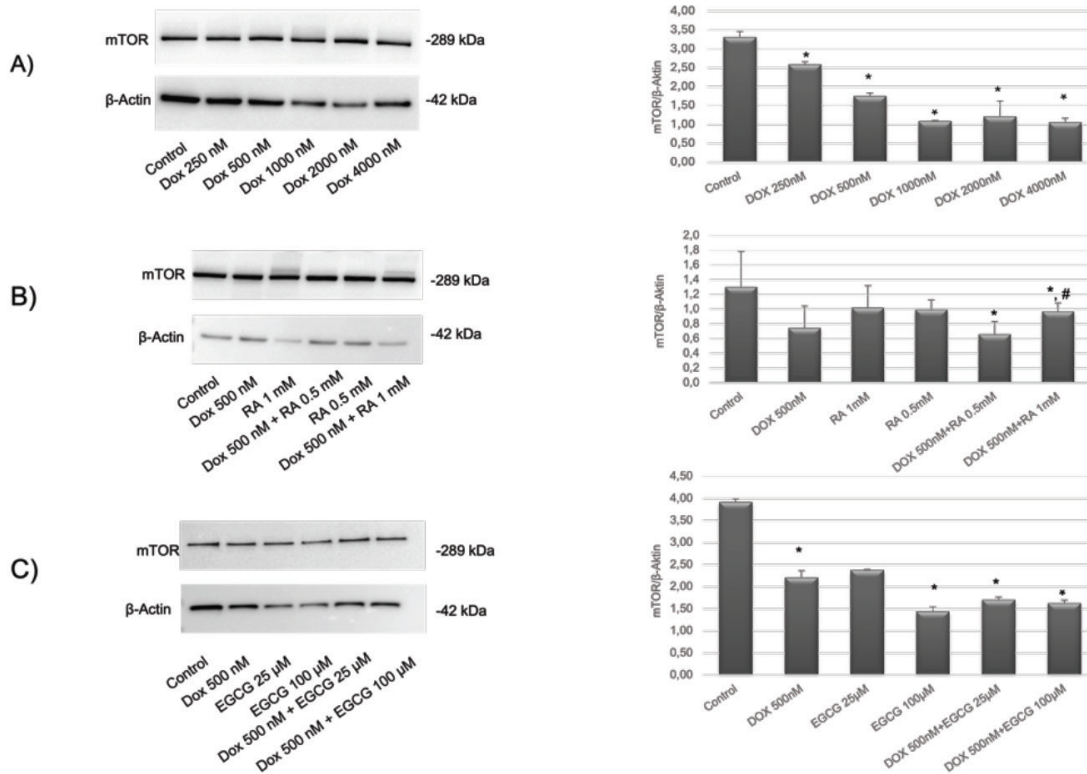 A)
mTOR
-289 kDa
β-Actin
-42 kDa
Control
Dox 250 nM
Dox 500 nM
Dox 1000 nM
Dox 2000 nM
Dox 4000 nM
mTOR/β-Aktin
4,00
3,50
3,00
2,50
2,00
1,50
1,00
0,50
0,00
*
*
*
*
*
Control
DOX 250nM
DOX 500nM
DOX 1000nM
DOX 2000nM
DOX 4000nM
B)
mTOR
-289 kDa
β-Actin
-42 kDa
Control
Dox 500 nM
RA 1 mM
Dox 500 nM + RA 0.5 mM
RA 0.5 mM
Dox 500 nM + RA 1 mM
mTOR/β-Aktin
2,0
1,8
1,6
1,4
1,2
1,0
0,8
0,6
0,4
0,2
0,0
*
*, #
Control
DOX 500nM
RA 1mM
RA 0.5mM
DOX 500nM+RA 0.5mM
DOX 500nM+RA 1mM
C)
mTOR
-289 kDa
β-Actin
-42 kDa
Control
Dox 500 nM
EGCG 25 μM
EGCG 100 μM
Dox 500 nM + EGCG 25 μM
Dox 500 nM + EGCG 100 μM
mTOR/β-Aktin
4,50
4,00
3,50
3,00
2,50
2,00
1,50
1,00
0,50
0,00
*
*
*
*
Control
DOX 500nM
EGCG 25μM
EGCG 100μM
DOX 500nM+EGCG 25μM
DOX 500nM+EGCG 100μM